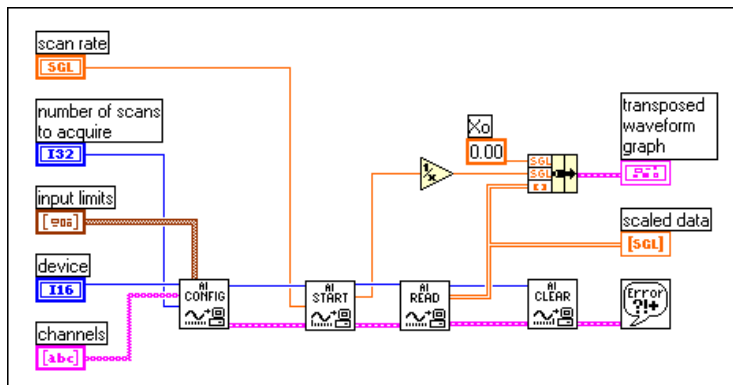 scan rate
SGL
number of scans
to acquire
I32
input limits
device
I16
channels
[abc]
AI
CONFIG
AI
START
AI
READ
AI
CLEAR
1/x
Xo
0.00
SGL
SGL
[ ]
transposed
waveform
graph
scaled data
[SGL]
Error
?!+